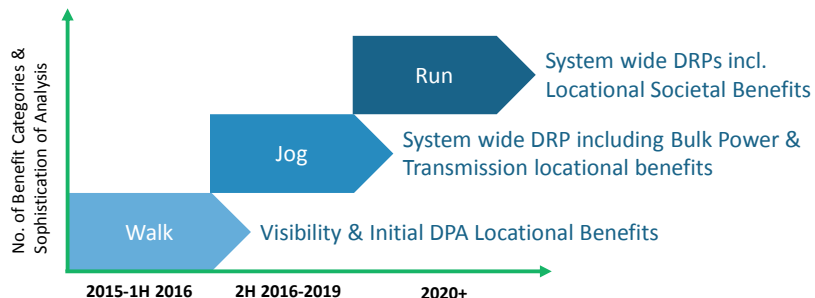 No. of Benefit Categories &
Sophistication of Analysis
Run
System wide DRPs incl.
Locational Societal Benefits
Jog
System wide DRP including Bulk Power &
Transmission locational benefits
Walk
Visibility & Initial DPA Locational Benefits
2015-1H 2016
2H 2016-2019
2020+